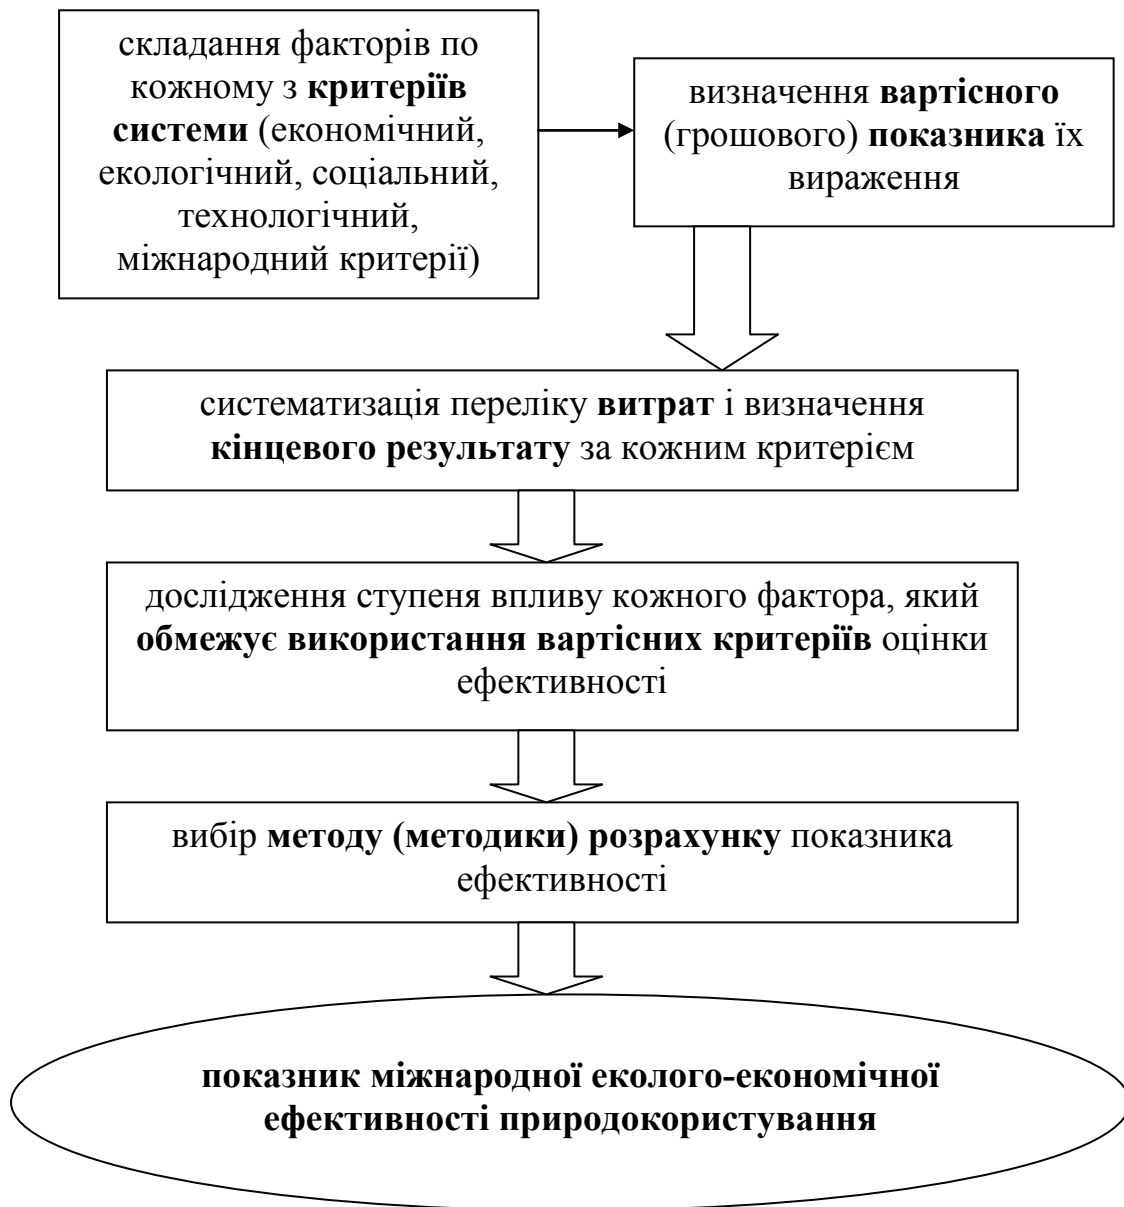 складання факторів по
кожному з критеріїв
системи (економічний,
екологічний, соціальний,
технологічний,
міжнародний критерії)
визначення вартісного
(грошового) показника їх
вираження
систематизація переліку витрат і визначення
кінцевого результату за кожним критерієм
дослідження ступеня впливу кожного фактора, який
обмежує використання вартісних критеріїв оцінки
ефективності
вибір методу (методики) розрахунку показника
ефективності
показник міжнародної еколого-економічної
ефективності природокористування